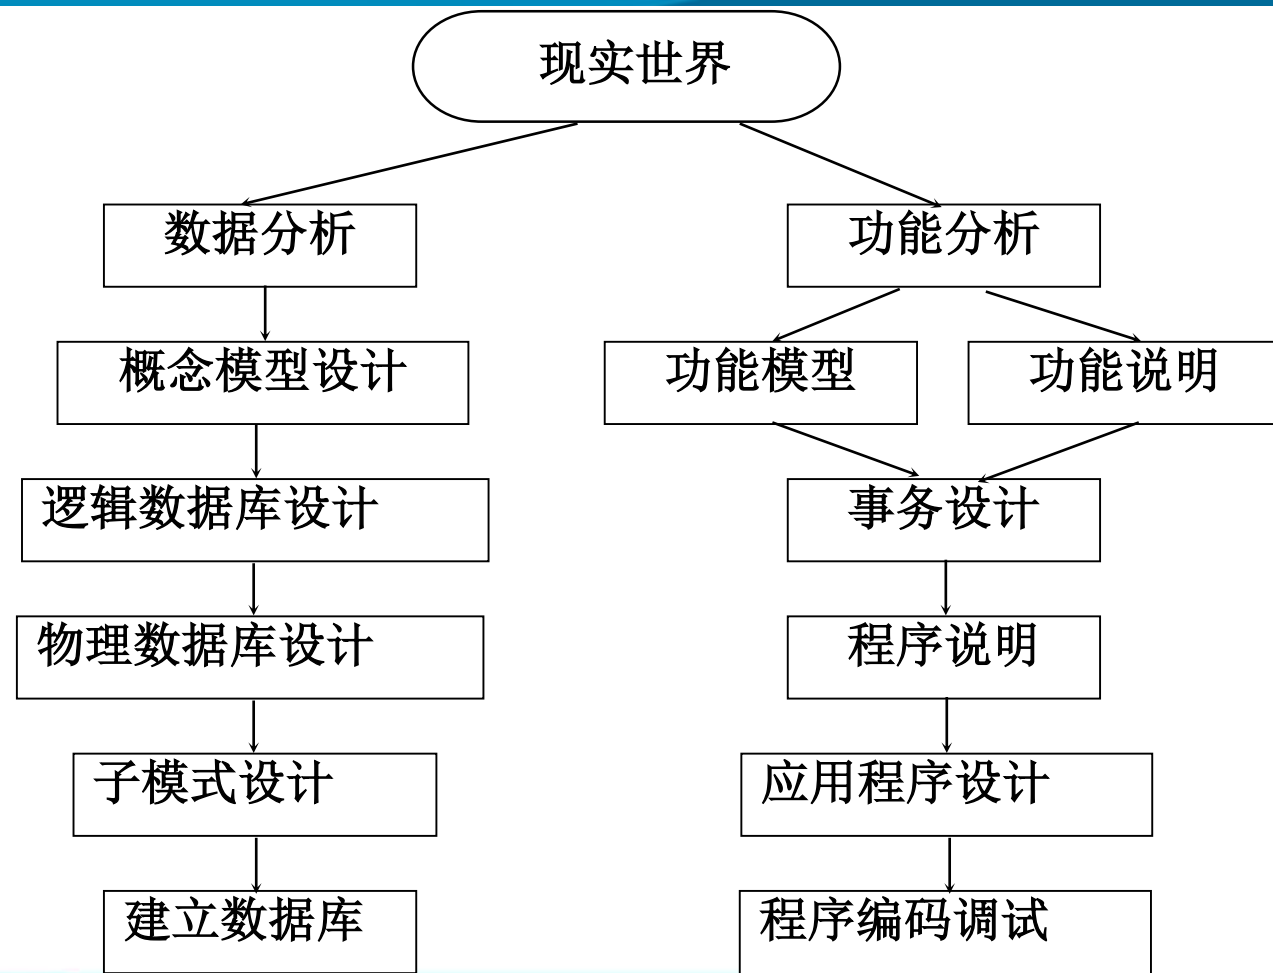 现实世界
数据分析
功能分析
概念模型设计
功能模型
功能说明
逻辑数据库设计
事务设计
物理数据库设计
程序说明
子模式设计
应用程序设计
建立数据库
程序编码调试